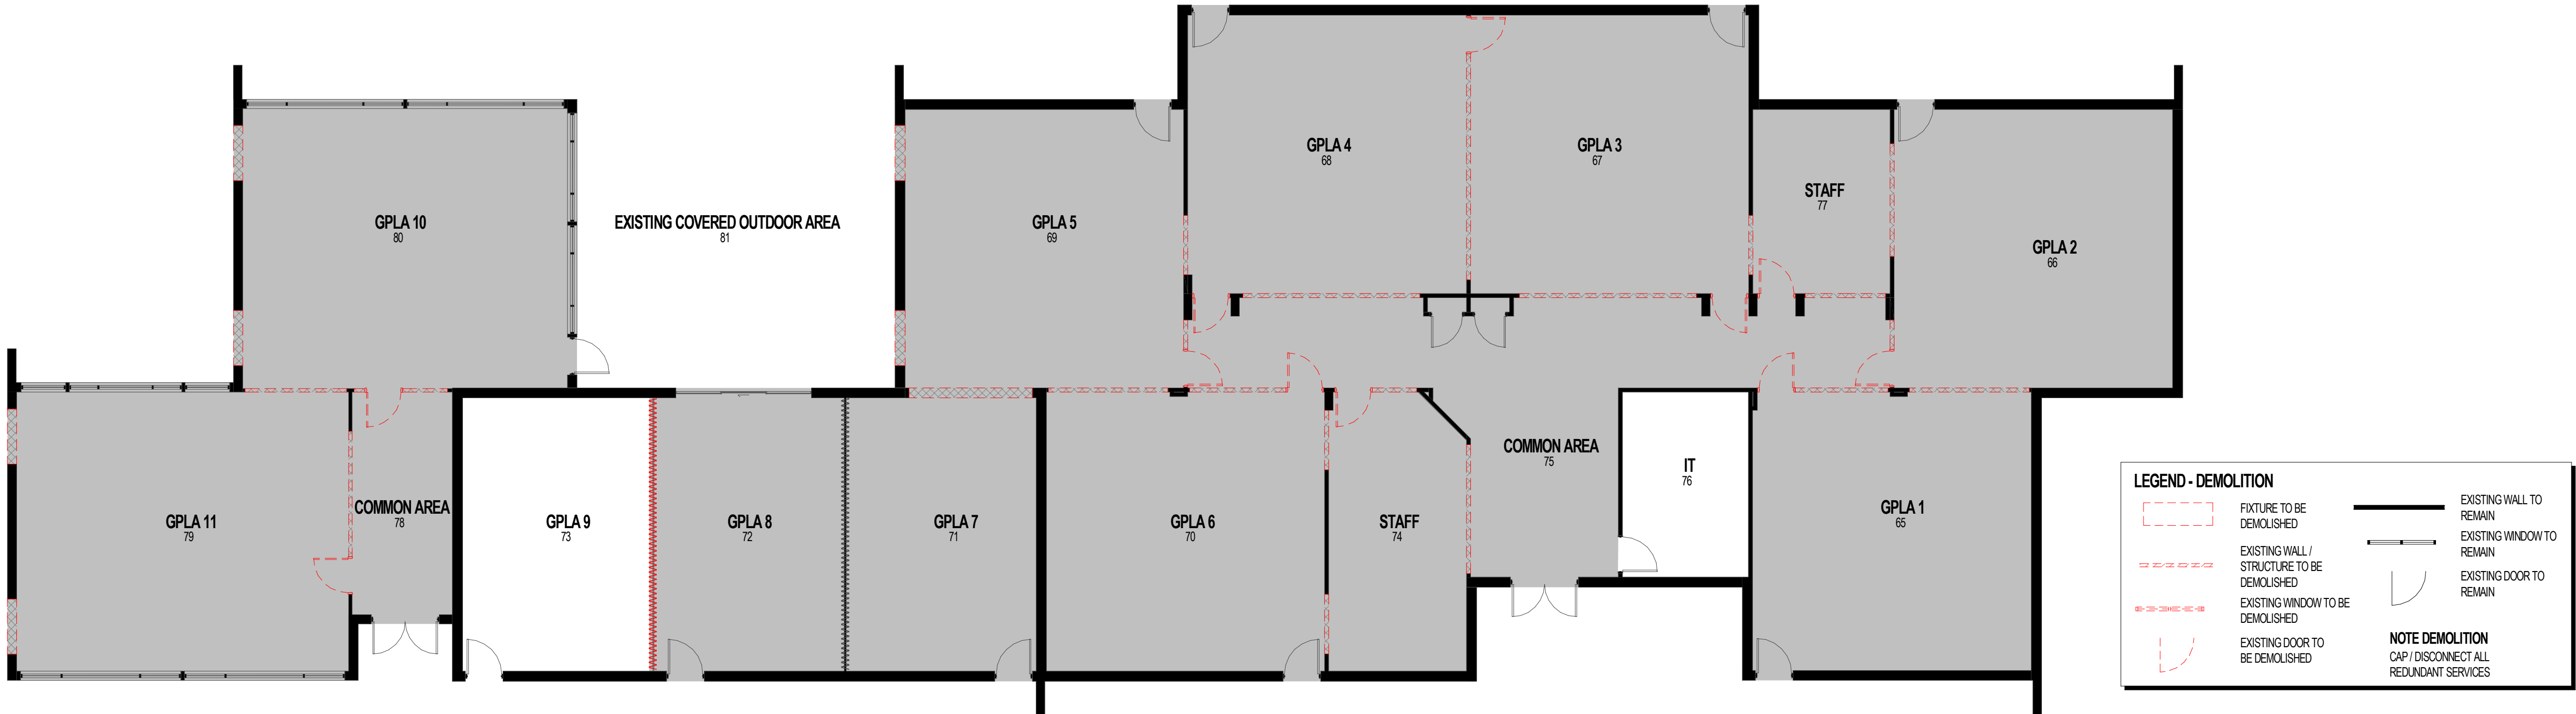 GPLA 4
68
GPLA 3
67
STAFF
77
GPLA 10
80
EXISTING COVERED OUTDOOR AREA
81
GPLA 5
69
GPLA 2
66
GPLA 11
79
COMMON AREA
78
GPLA 9
73
GPLA 8
72
GPLA 7
71
GPLA 6
70
STAFF
74
COMMON AREA
75
IT
76
GPLA 1
65
LEGEND - DEMOLITION
FIXTURE TO BE
DEMOLISHED
EXISTING WALL /
STRUCTURE TO BE
DEMOLISHED
EXISTING WINDOW TO BE
DEMOLISHED
EXISTING DOOR TO
BE DEMOLISHED
EXISTING WALL TO
REMAIN
EXISTING WINDOW TO
REMAIN
EXISTING DOOR TO
REMAIN
NOTE DEMOLITION
CAP / DISCONNECT ALL
REDUNDANT SERVICES